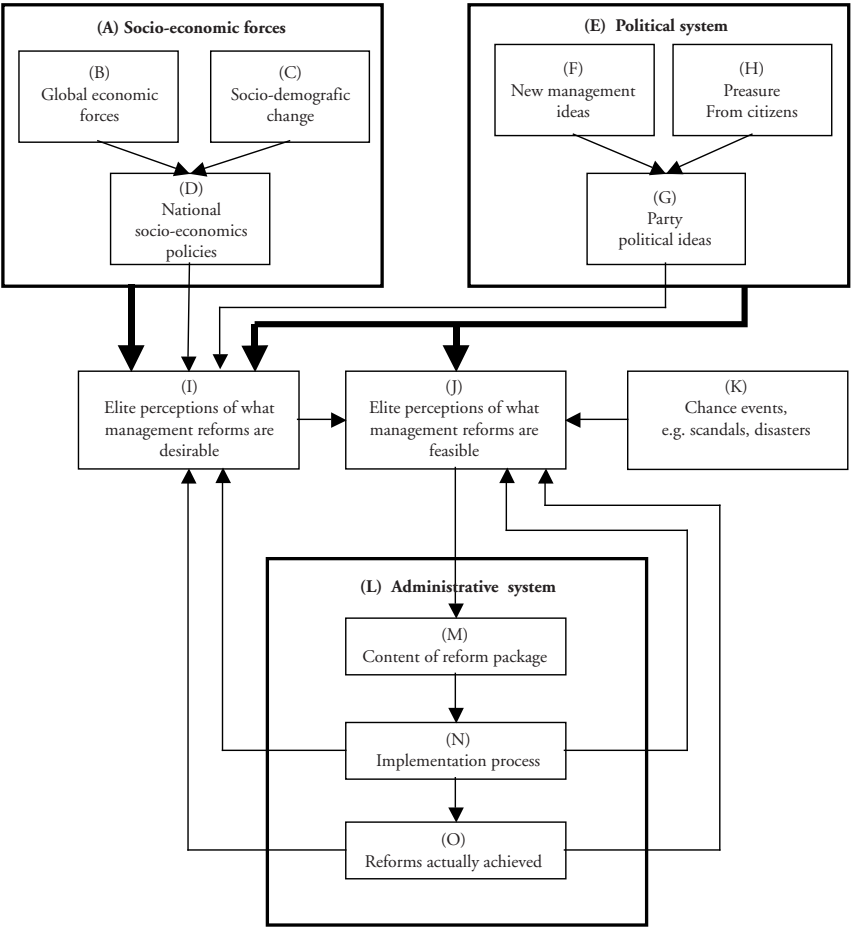 (A) Socio-economic forces
(B)
Global economic
forces
(C)
Socio-demografic
change
(D)
National
socio-economics
policies
(E) Political system
(F)
New management
ideas
(H)
Preasure
From citizens
(G)
Party
political ideas
(I)
Elite perceptions of what
management reforms are
desirable
(J)
Elite perceptions of what
management reforms are
feasible
(K)
Chance events,
e.g. scandals, disasters
(L) Administrative system
(M)
Content of reform package
(N)
Implementation process
(O)
Reforms actually achieved